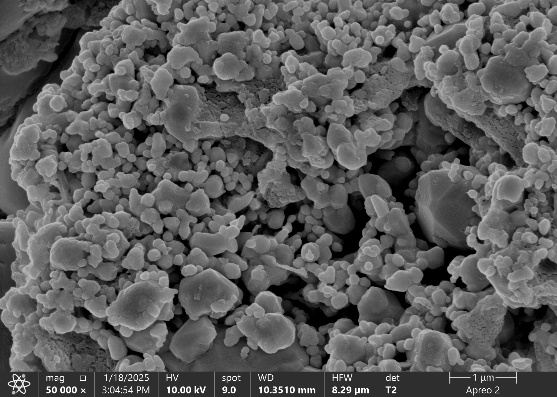 mag □ 1/18/2025 HV spot WD HFW det 1 µm
50 000 x 3:04:54 PM 10.00 kV 9.0 10.3510 mm 8.29 µm T2 Apreo 2